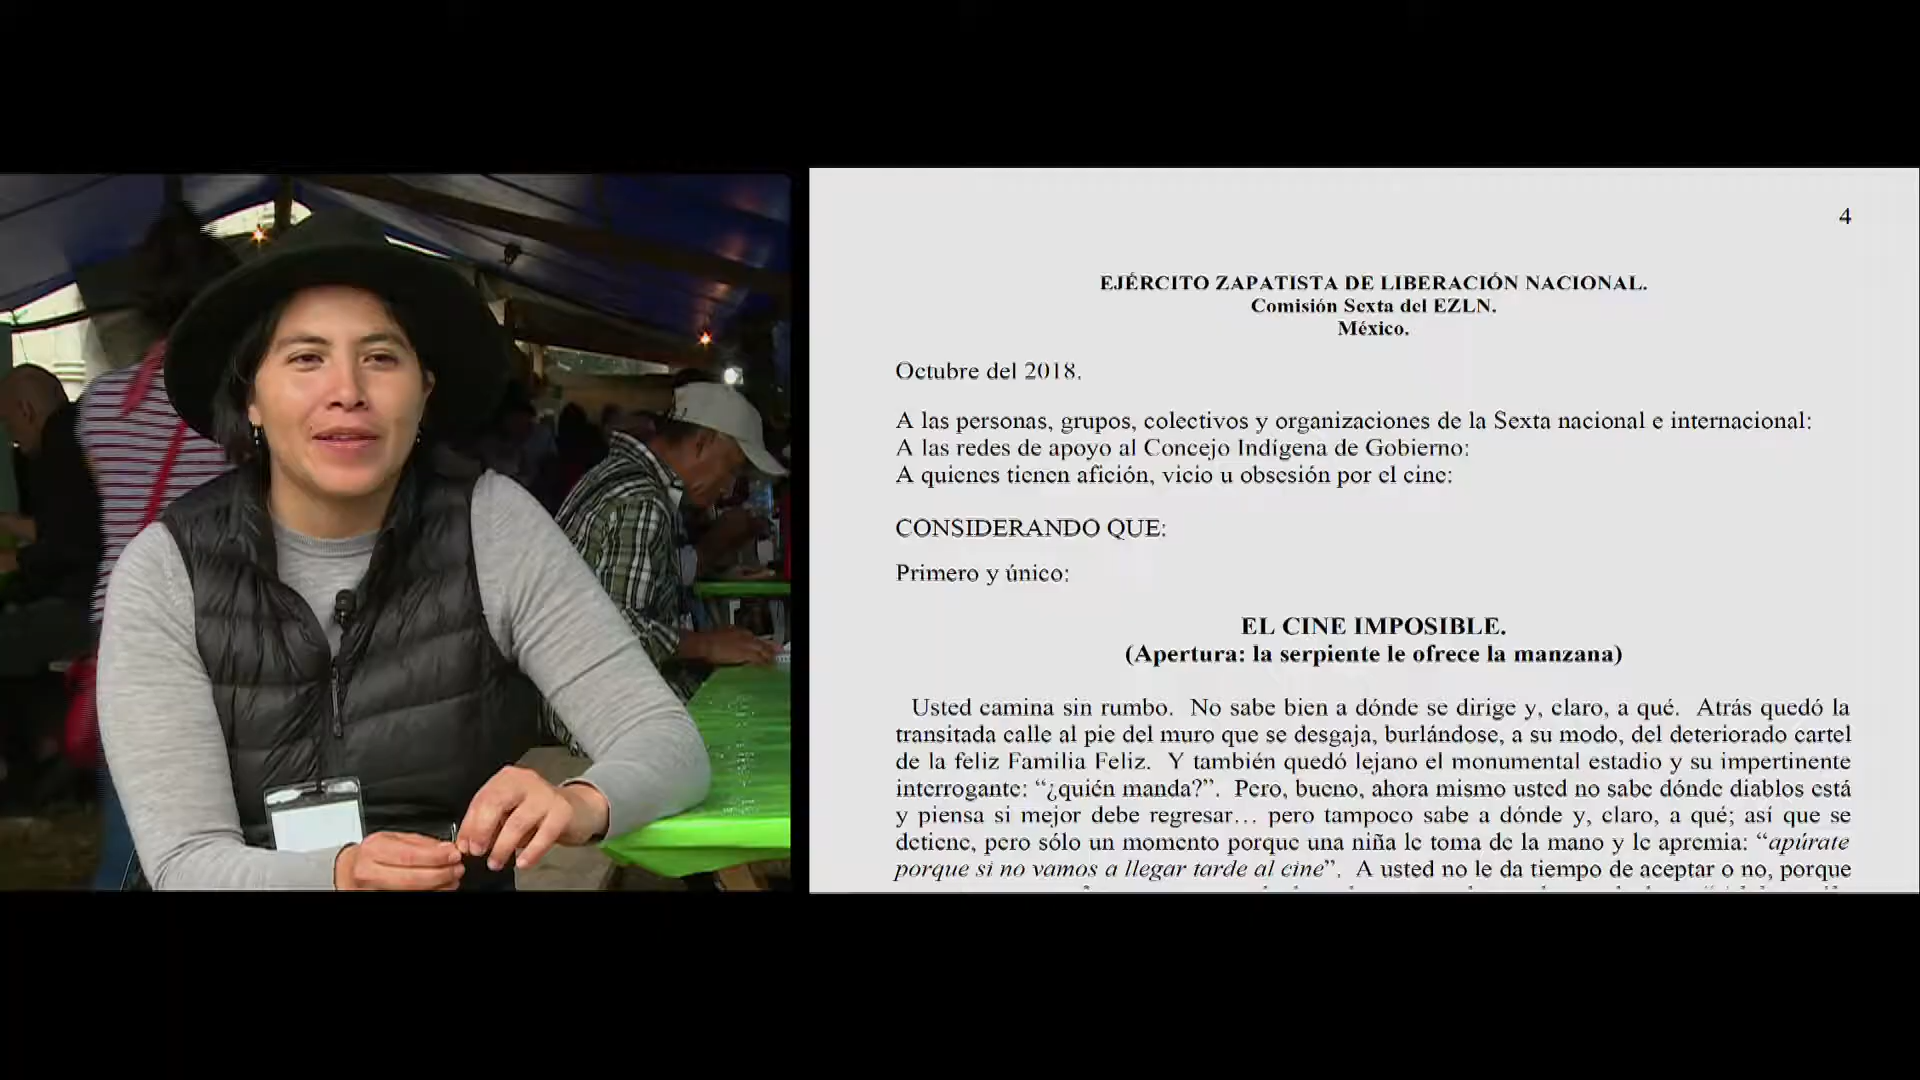 4
EJÉRCITO ZAPATISTA DE LIBERACIÓN NACIONAL.
Comisión Sexta del EZLN.
México.
Octubre del 2018.
A las personas, grupos, colectivos y organizaciones de la Sexta nacional e internacional:
A las redes de apoyo al Concejo Indígena de Gobierno:
A quienes tienen afición, vicio u obsesión por el cine:
CONSIDERANDO QUE:
Primero y único:
EL CINE IMPOSIBLE.
(Apertura: la serpiente le ofrece la manzana)
Usted camina sin rumbo. No sabe bien a dónde se dirige y, claro, a qué. Atrás quedó la
transitada calle al pie del muro que se desgaja, burlándose, a su modo, del deteriorado cartel
de la feliz Familia Feliz. Y también quedó lejano el monumental estadio y su impertinente
interrogante: “¿quién manda?”. Pero, bueno, ahora mismo usted no sabe dónde diablos está
y piensa si mejor debe regresar… pero tampoco sabe a dónde y, claro, a qué; así que se
detiene, pero sólo un momento porque una niña le toma de la mano y le apremia: “apúrate
porque si no vamos a llegar tarde al cine”. A usted no le da tiempo de aceptar o no, porque